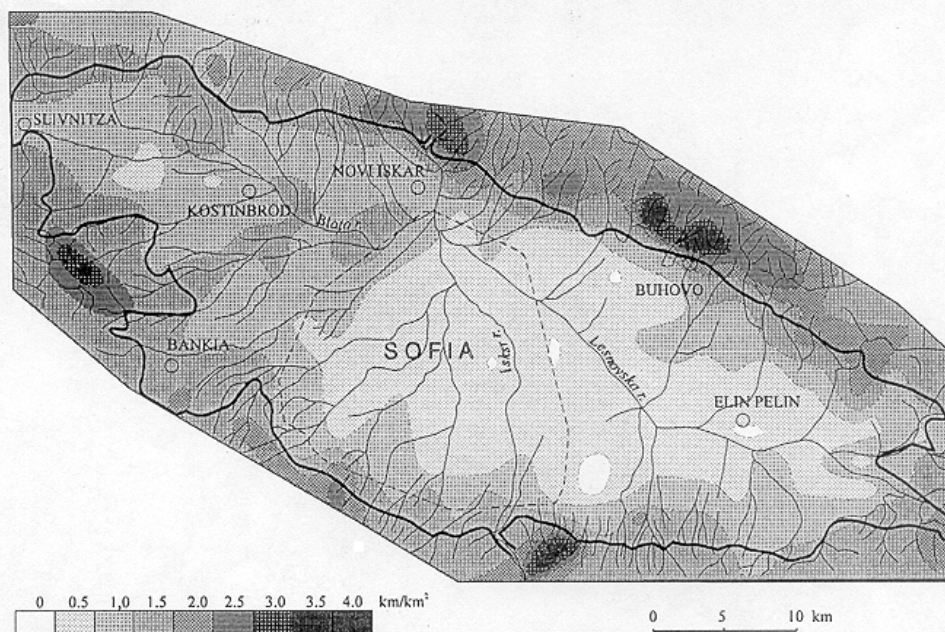 SLIVNITZA
NOVI ISKAR
KOSTINBROD
Blato r.
BUHOVO
BANKIA
SOFIA
Iskar r.
Lesnovska r.
ELIN PELIN
0 0.5 1,0 1.5 2.0 2.5 3.0 3.5 4.0 km/km²
0 5 10 km